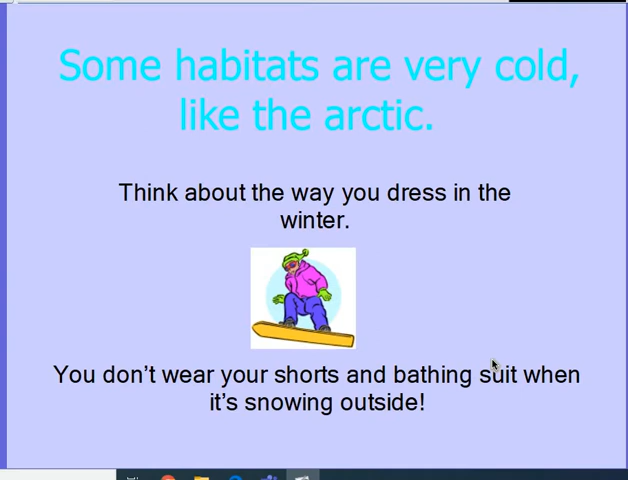 Some habitats are very cold,
like the arctic.
Think about the way you dress in the
winter.
You don’t wear your shorts and bathing suit when
it’s snowing outside!